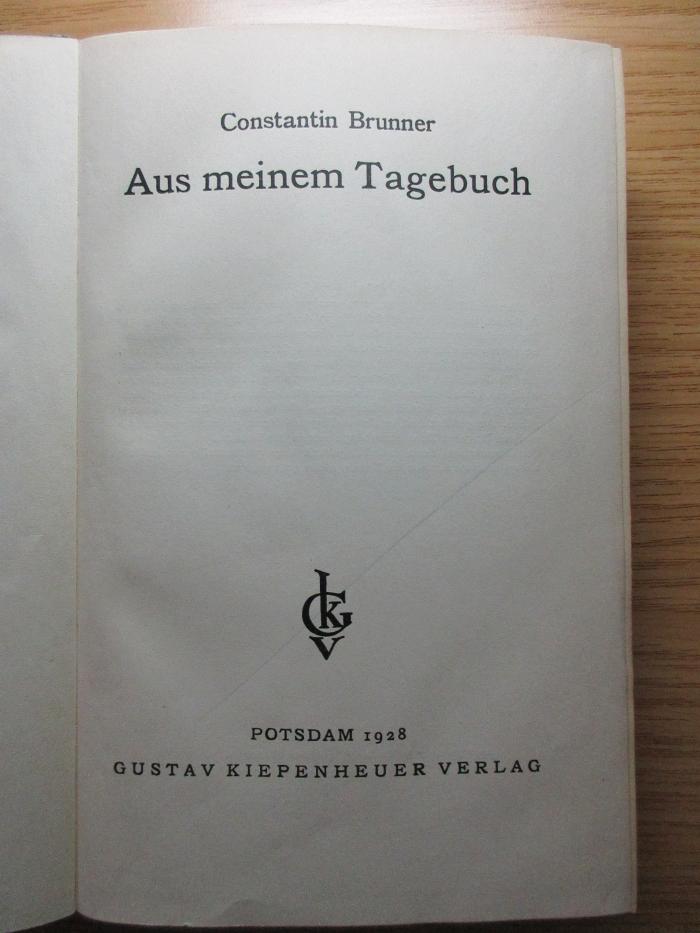 Constantin Brunner
Aus meinem Tagebuch
GKV
POTSDAM 1928
GUSTAV KIEPENHEUER VERLAG